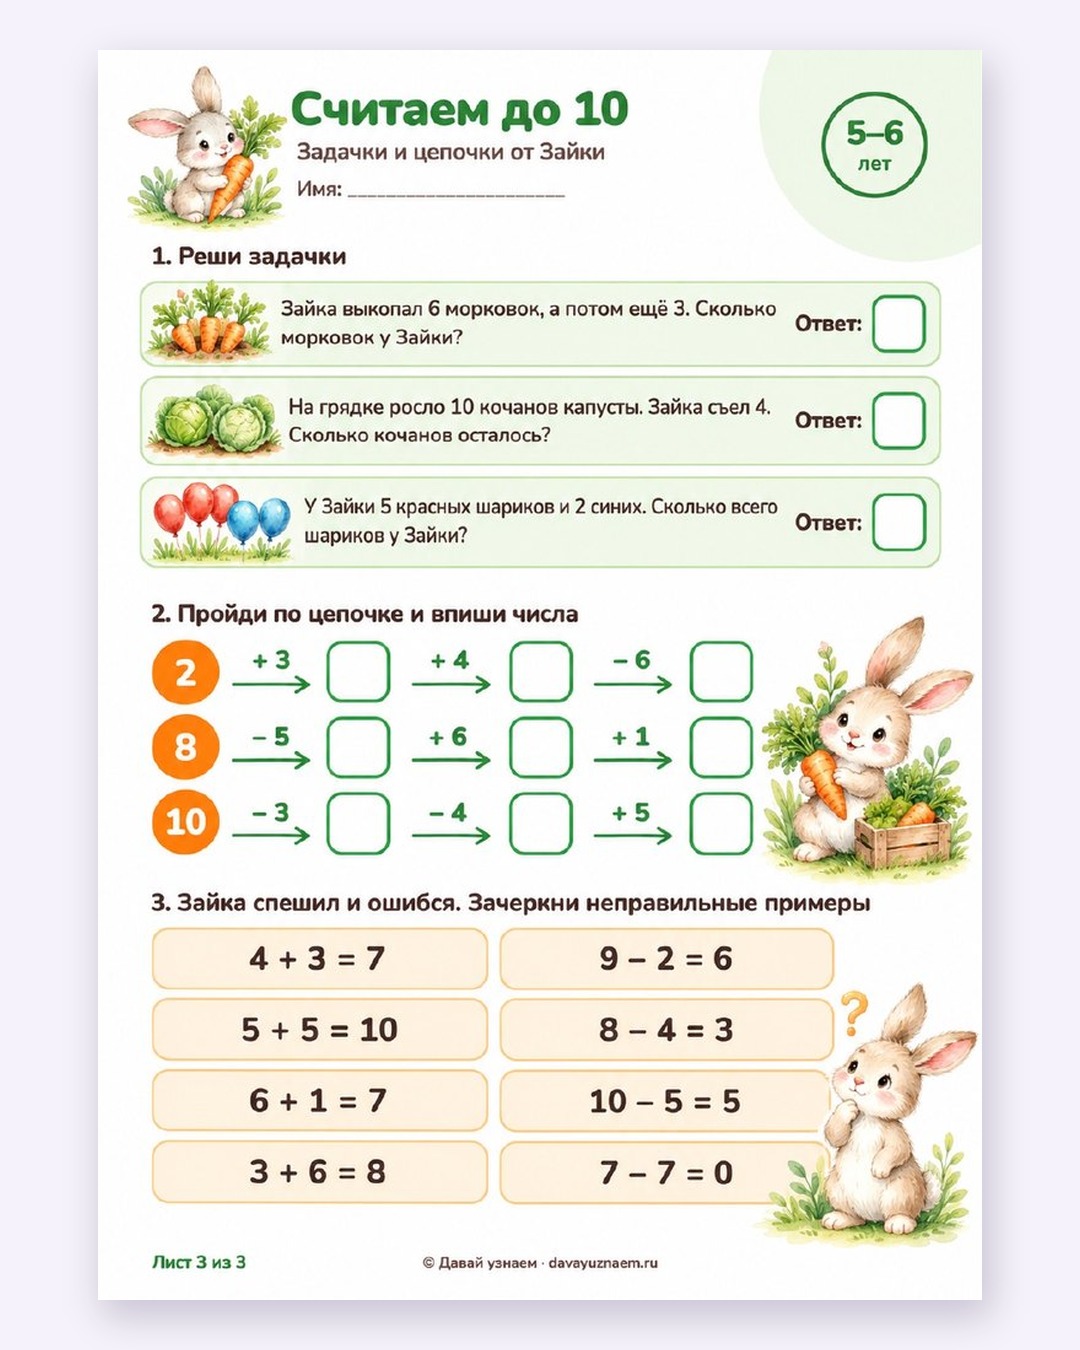 Считаем до 10
5–6
лет
Задачки и цепочки от Зайки
Имя: ______________________
1. Реши задачки
Зайка выкопал 6 морковок, а потом ещё 3. Сколько
морковок у Зайки?
Ответ:
На грядке росло 10 кочанов капусты. Зайка съел 4.
Сколько кочанов осталось?
Ответ:
У Зайки 5 красных шариков и 2 синих. Сколько всего
шариков у Зайки?
Ответ:
2. Пройди по цепочке и впиши числа
2 + 3 + 4 – 6
8 – 5 + 6 + 1
10 – 3 – 4 + 5
3. Зайка спешил и ошибся. Зачеркни неправильные примеры
4 + 3 = 7
9 – 2 = 6
5 + 5 = 10
8 – 4 = 3
?
6 + 1 = 7
10 – 5 = 5
3 + 6 = 8
7 – 7 = 0
Лист 3 из 3
© Давай узнаем · davayuznaem.ru